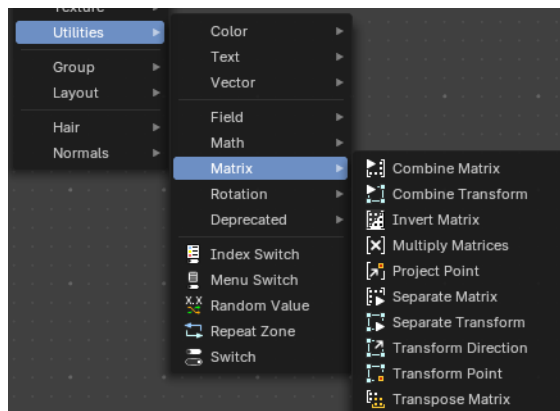 Texture
Utilities
Group
Layout
Hair
Normals
Color
Text
Vector
Field
Math
Matrix
Rotation
Deprecated
Index Switch
Menu Switch
Random Value
Repeat Zone
Switch
Combine Matrix
Combine Transform
Invert Matrix
Multiply Matrices
Project Point
Separate Matrix
Separate Transform
Transform Direction
Transform Point
Transpose Matrix